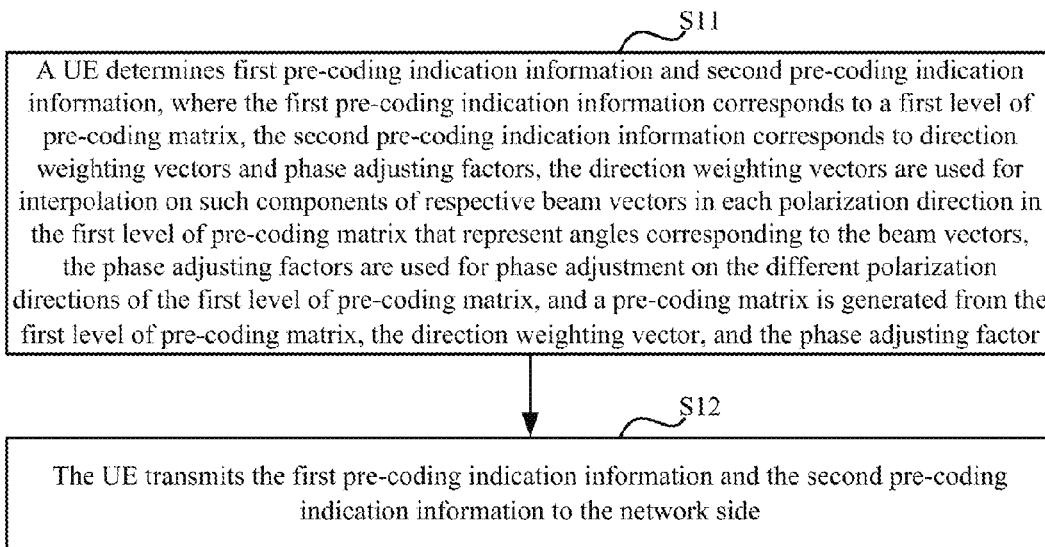 S11
A UE determines first pre-coding indication information and second pre-coding indication
information, where the first pre-coding indication information corresponds to a first level of
pre-coding matrix, the second pre-coding indication information corresponds to direction
weighting vectors and phase adjusting factors, the direction weighting vectors are used for
interpolation on such components of respective beam vectors in each polarization direction in
the first level of pre-coding matrix that represent angles corresponding to the beam vectors,
the phase adjusting factors are used for phase adjustment on the different polarization
directions of the first level of pre-coding matrix, and a pre-coding matrix is generated from the
first level of pre-coding matrix, the direction weighting vector, and the phase adjusting factor
S12
The UE transmits the first pre-coding indication information and the second pre-coding
indication information to the network side